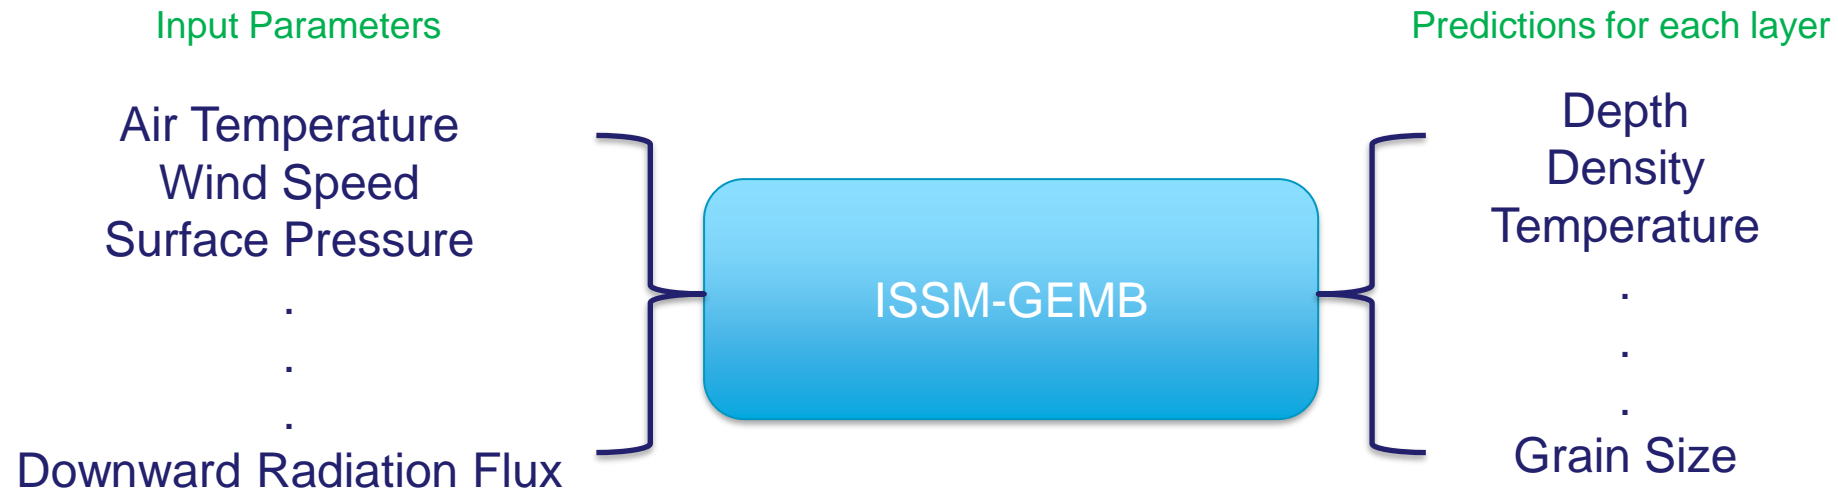 Input Parameters
Air Temperature
Wind Speed
Surface Pressure
.
.
.
Downward Radiation Flux
ISSM-GEMB
Predictions for each layer
Depth
Density
Temperature
.
.
.
Grain Size